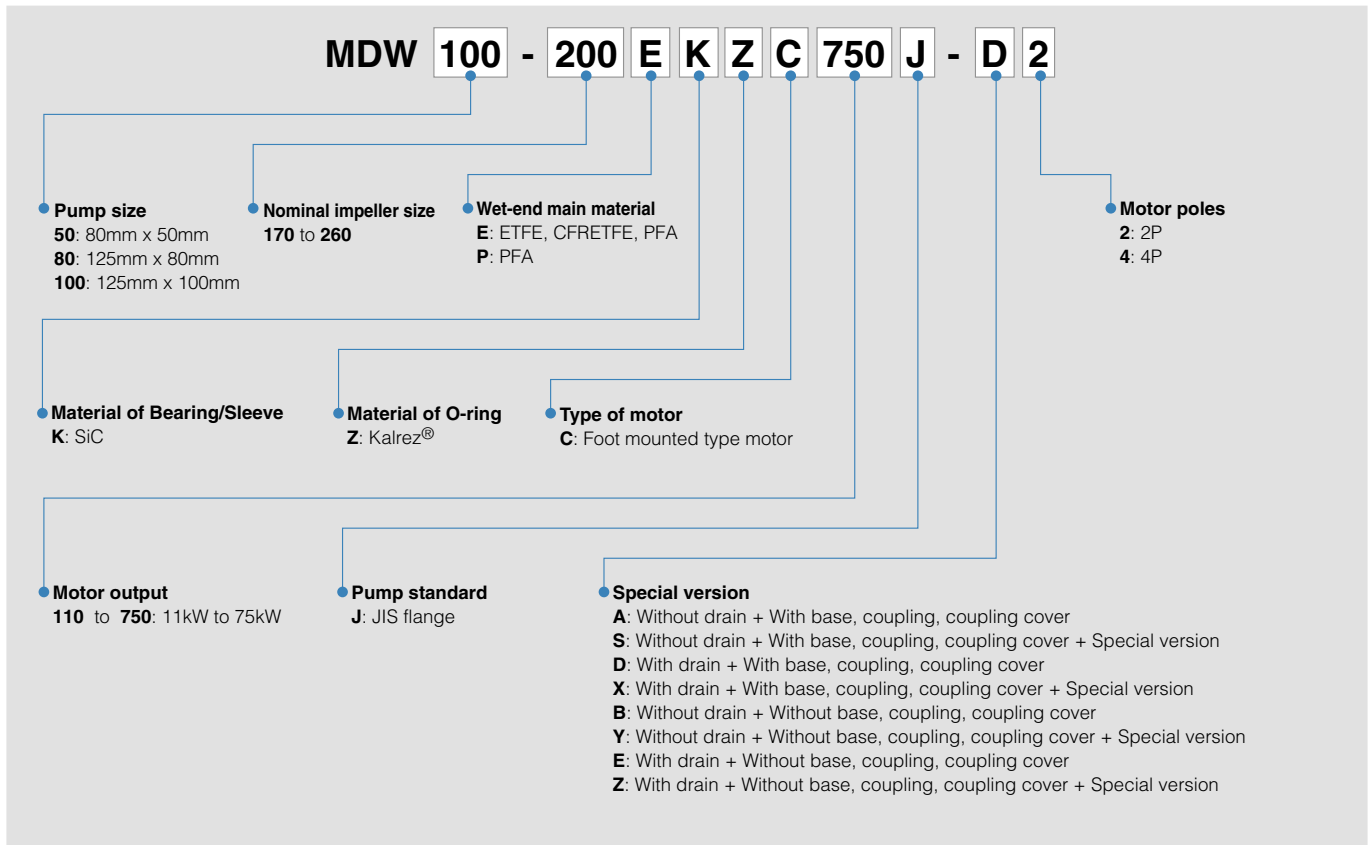 MDW 100 - 200 E K Z C 750 J - D 2
Pump size
50: 80mm x 50mm
80: 125mm x 80mm
100: 125mm x 100mm
Nominal impeller size
170 to 260
Wet-end main material
E: ETFE, CFRETFE, PFA
P: PFA
Motor poles
2: 2P
4: 4P
Material of Bearing/Sleeve
K: SiC
Material of O-ring
Z: Kalrez®
Type of motor
C: Foot mounted type motor
Motor output
110 to 750: 11kW to 75kW
Pump standard
J: JIS flange
Special version
A: Without drain + With base, coupling, coupling cover
S: Without drain + With base, coupling, coupling cover + Special version
D: With drain + With base, coupling, coupling cover
X: With drain + With base, coupling, coupling cover + Special version
B: Without drain + Without base, coupling, coupling cover
Y: Without drain + Without base, coupling, coupling cover + Special version
E: With drain + Without base, coupling, coupling cover
Z: With drain + Without base, coupling, coupling cover + Special version